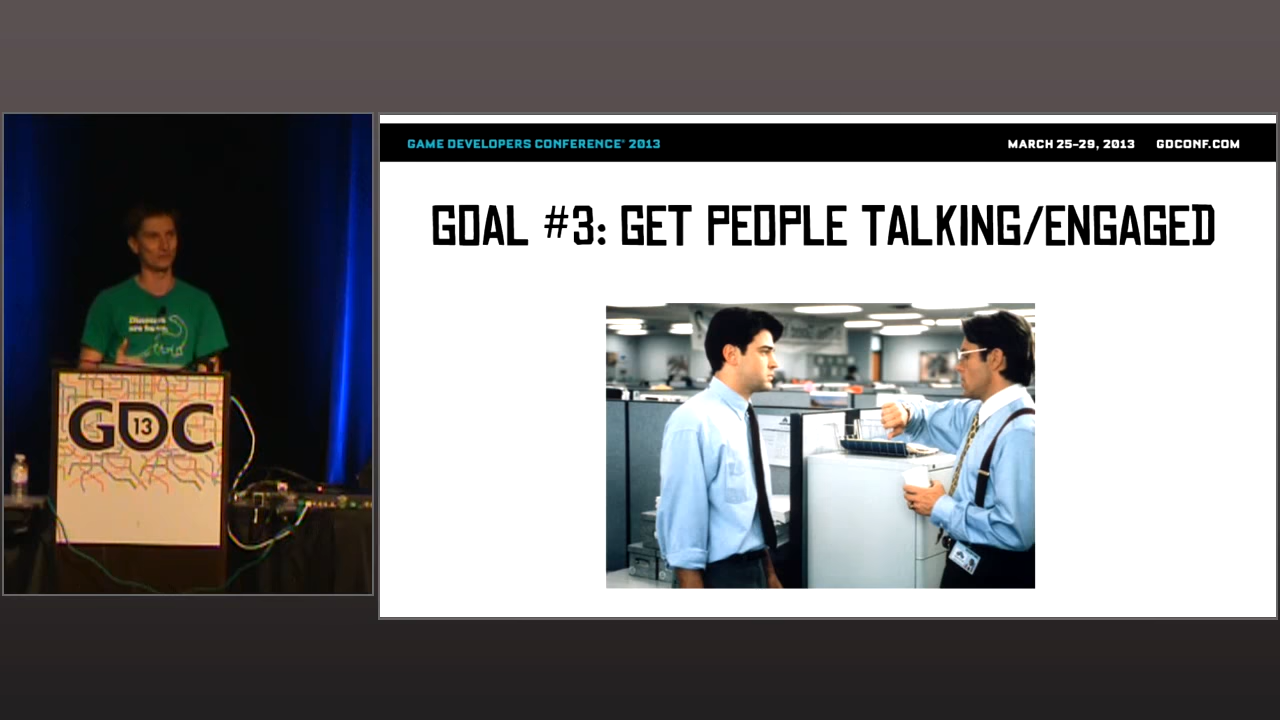 GAME DEVELOPERS CONFERENCE® 2013
MARCH 25-29, 2013 GDCONF.COM
GOAL #3: GET PEOPLE TALKING/ENGAGED
GDC
13